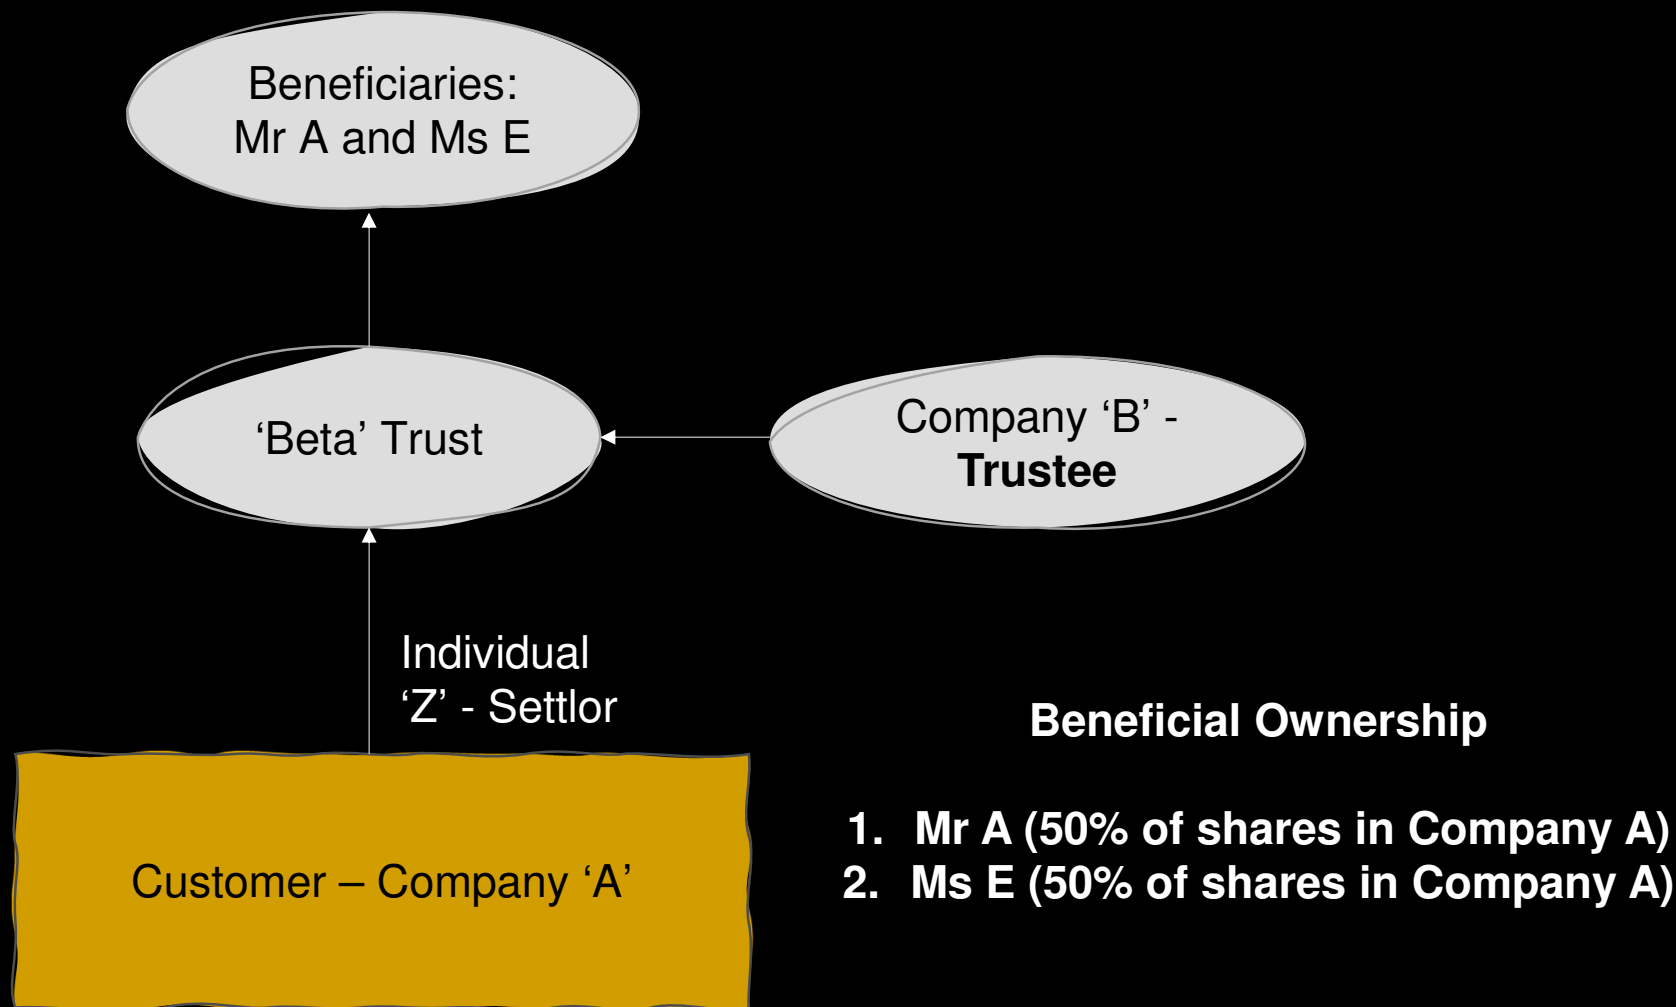 Beneficiaries:
Mr A and Ms E
‘Beta’ Trust
Company ‘B’ -
Trustee
Individual
‘Z’ - Settlor
Customer – Company ‘A’
Beneficial Ownership
1. Mr A (50% of shares in Company A)
2. Ms E (50% of shares in Company A)